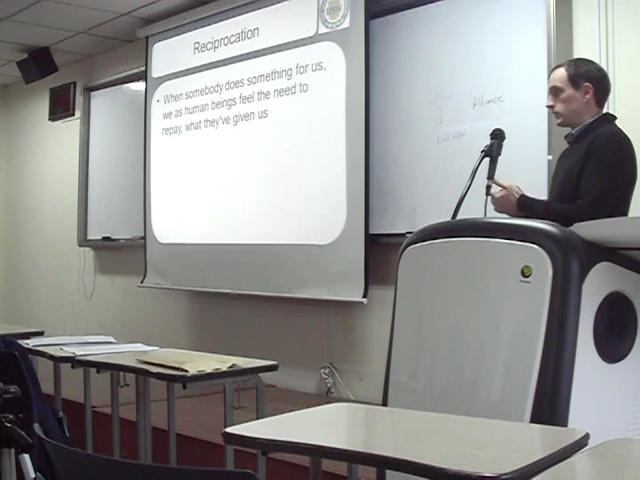 Reciprocation
• When somebody does something for us,
we as human beings feel the need to
repay, what they've given us
Alliance